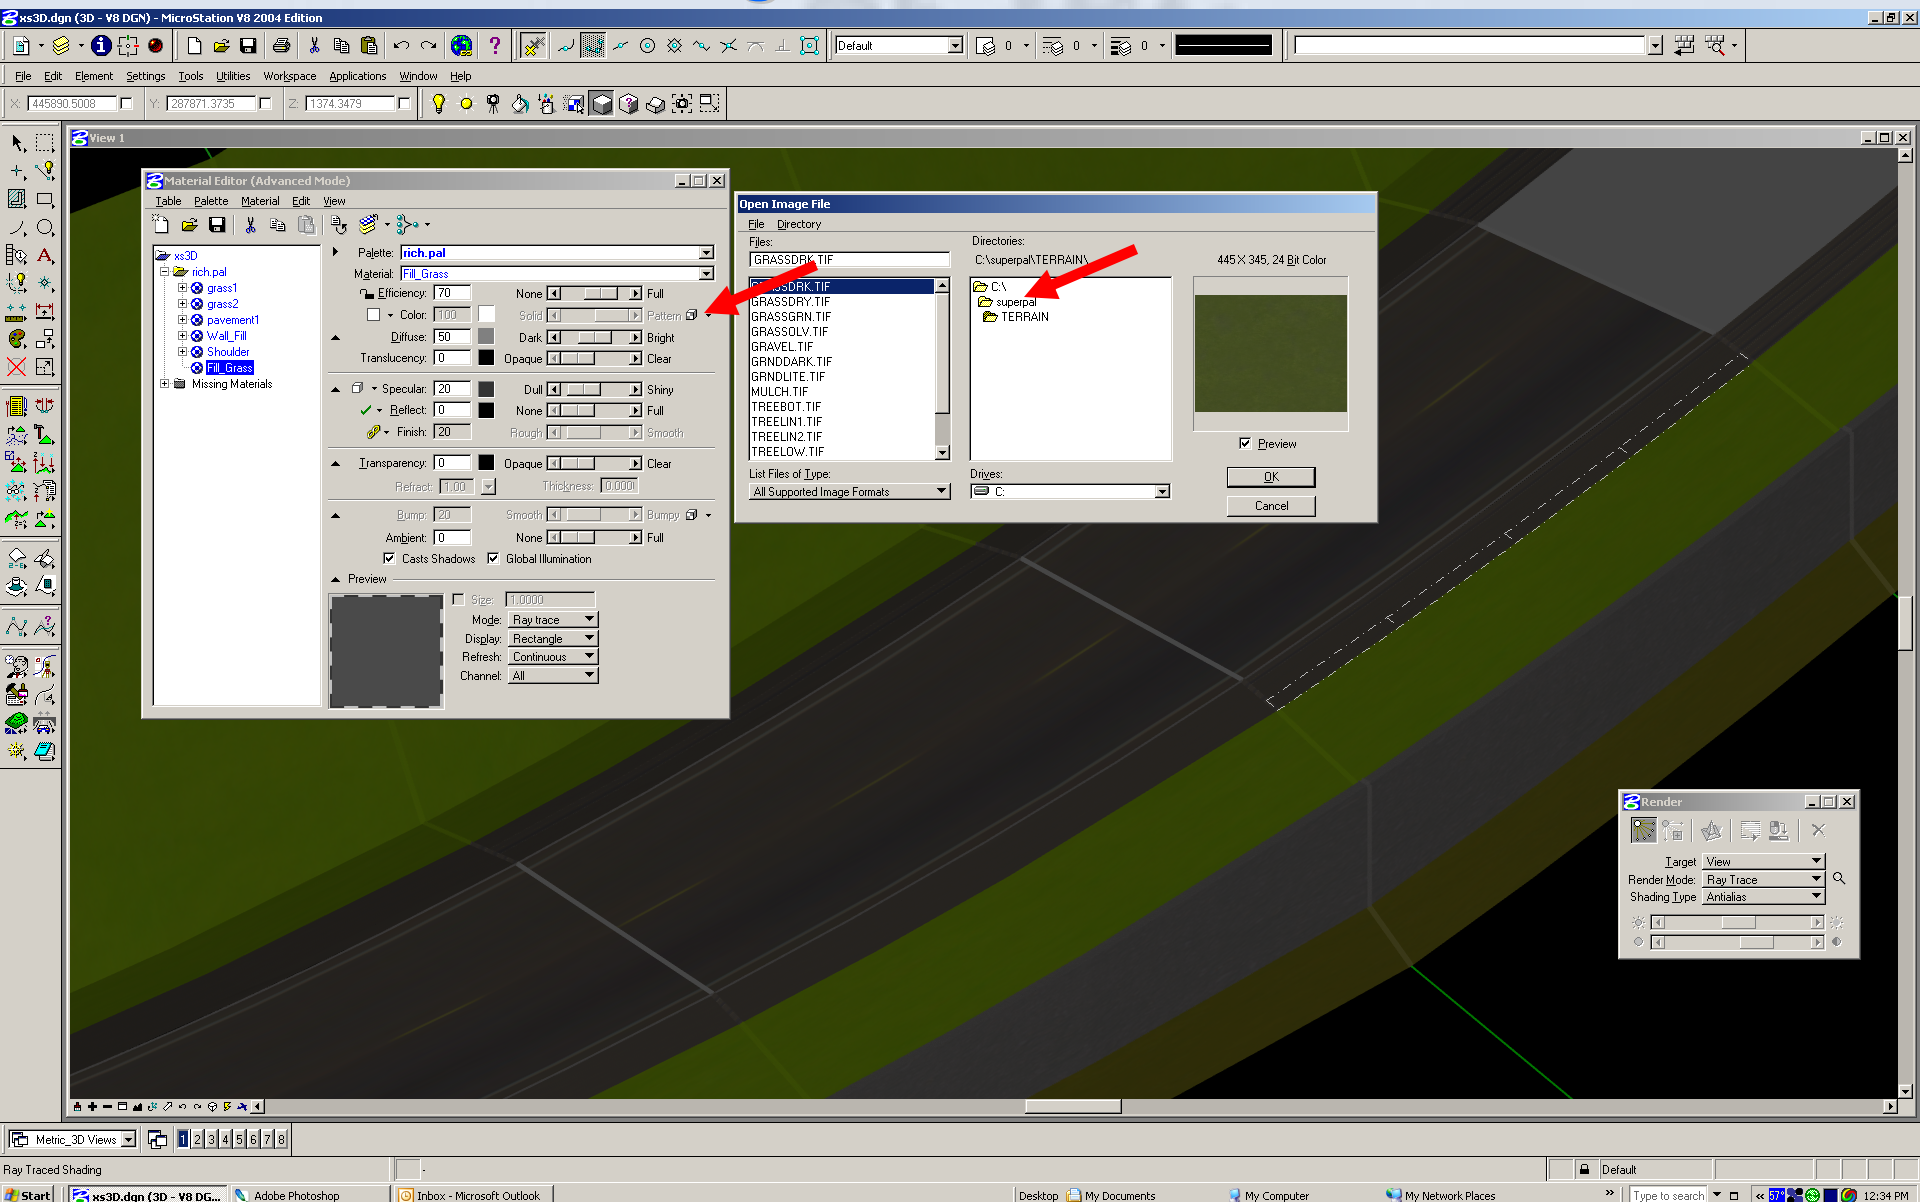 xs3D.dgn (3D - V8 DGN) - MicroStation V8 2004 Edition
Default 0 0 0
File Edit Element Settings Tools Utilities Workspace Applications Window Help
X: 445890.5008 Y: 287871.3735 Z: 1374.3479
View 1
Material Editor (Advanced Mode)
Table Palette Material Edit View
xs3D
rich.pal
grass1
grass2
pavement1
Wall_Fill
Shoulder
Fill_Grass
Missing Materials
Palette: rich.pal
Material: Fill_Grass
Efficiency: 70 None Full
Color: 100 Solid Pattern
Diffuse: 50 Dark Bright
Translucency: 0 Opaque Clear
Specular: 20 Dull Shiny
Reflect: 0 None Full
Finish: 20 Rough Smooth
Transparency: 0 Opaque Clear
Refract: 1.00 Thickness:
Bump: 20 Smooth Bumpy
Ambient: 0 None Full
Casts Shadows Global Illumination
Preview
Size: 1.0000
Mode: Ray trace
Display: Rectangle
Refresh: Continuous
Channel: All
Open Image File
File Directory
Files:
GRASSDRK.TIF
GRASSDRK.TIF
GRASSDRY.TIF
GRASSGRN.TIF
GRASSOLV.TIF
GRAVEL.TIF
GRNDDARK.TIF
GRNDLITE.TIF
MULCH.TIF
TREEBOT.TIF
TREELIN1.TIF
TREELIN2.TIF
TREELOW.TIF
List Files of Type:
All Supported Image Formats
Directories:
C:\superpal\TERRAIN\
C:\
superpal
TERRAIN
Drives:
C:
445 X 345, 24 Bit Color
Preview
OK
Cancel
Render
Target View
Render Mode: Ray Trace
Shading Type Antialias
Metric_3D Views 1 2 3 4 5 6 7 8
Ray Traced Shading
Default
Start xs3D.dgn (3D - V8 DG... Adobe Photoshop Inbox - Microsoft Outlook Desktop My Documents My Computer My Network Places » Type to search « 57° 12:34 PM